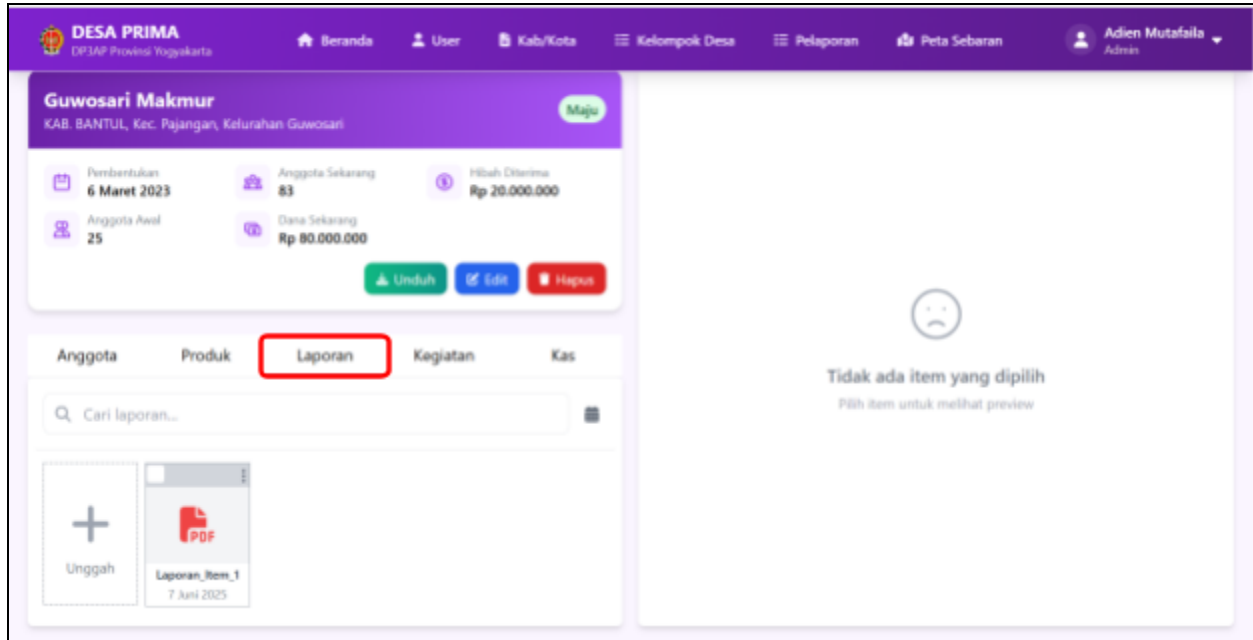 DESA PRIMA
DP3AP Provinsi Yogyakarta
Beranda
User
Kab/Kota
Kelompok Desa
Pelaporan
Peta Sebaran
Adien Mutafaila
Admin
Guwosari Makmur
KAB. BANTUL, Kec. Pajangan, Kelurahan Guwosari
Maju
Pembentukan
6 Maret 2023
Anggota Sekarang
83
Hibah Diterima
Rp 20.000.000
Anggota Awal
25
Dana Sekarang
Rp 80.000.000
Unduh
Edit
Hapus
Anggota
Produk
Laporan
Kegiatan
Kas
Cari laporan...
Unggah
PDF
Laporan_Item_1
7 Juni 2025
Tidak ada item yang dipilih
Pilih item untuk melihat preview